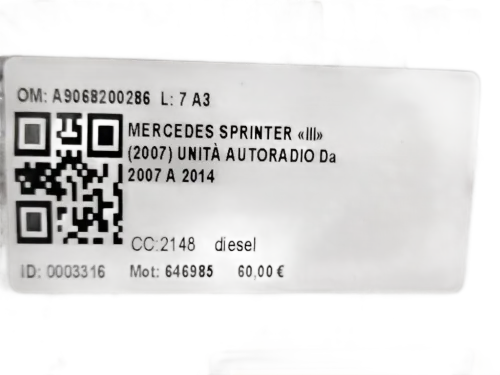 OM: A9068200286 L: 7 A3
MERCEDES SPRINTER «III»
(2007) UNITÀ AUTORADIO Da
2007 A 2014
CC:2148 diesel
ID: 0003316 Mot: 646985 60,00 €